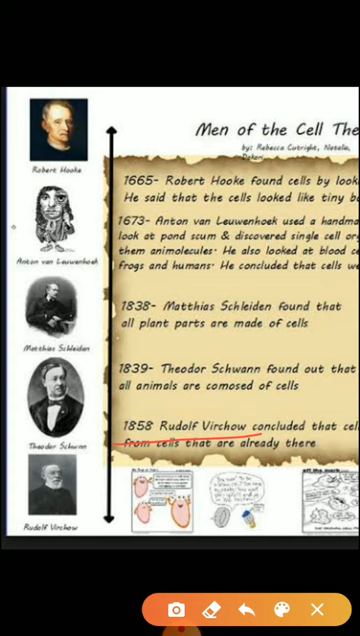 Men of the Cell The
by: Rebecca Cutright, Natalie,
Robert Hooke
1665- Robert Hooke found cells by look
He said that the cells looked like tiny b
1673- Anton van Leuwenhoek used a handma
look at pond scum & discovered single cell or
them animolecules. He also looked at blood ce
frogs and humans. He concluded that cells we
Anton van Leuwenhoek
1838- Matthias Schleiden found that
all plant parts are made of cells
Matthias Schleidan
1839- Theodor Schwann found out that
all animals are comosed of cells
Theodor Schwann
1858 Rudolf Virchow concluded that cel
from cells that are already there
Rudolf Virchow